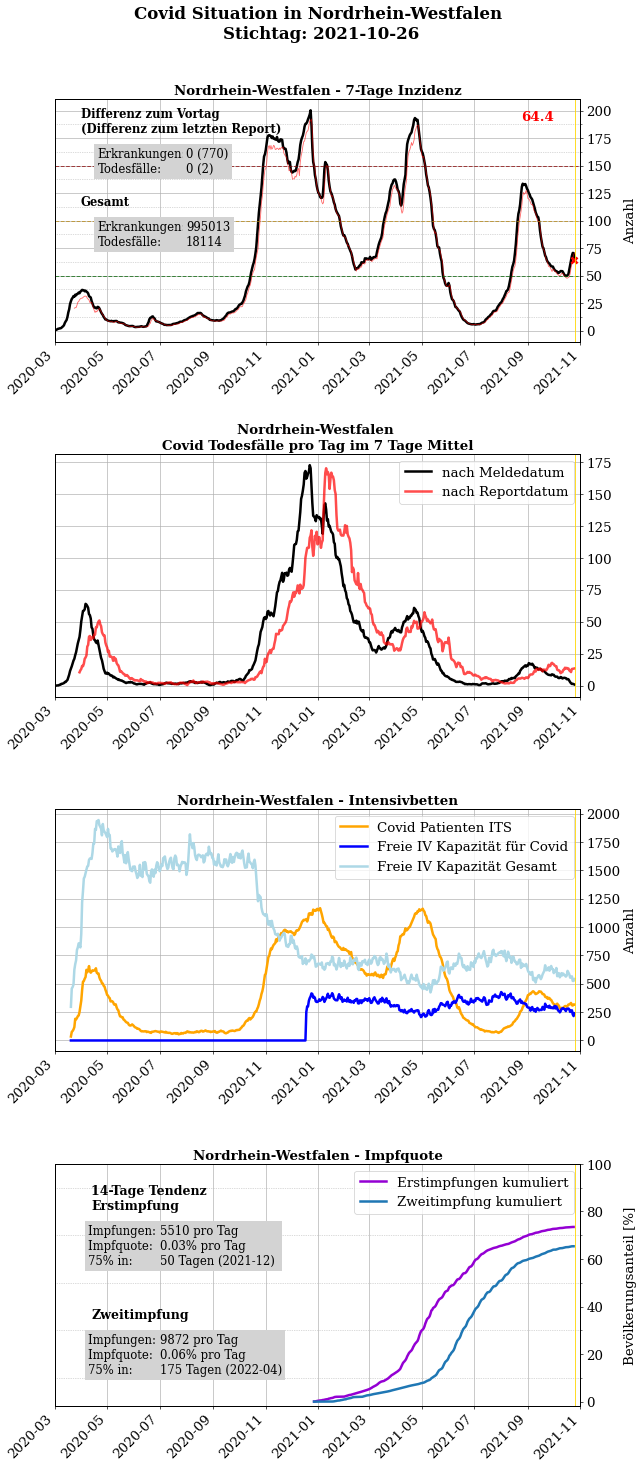 Covid Situation in Nordrhein-Westfalen
Stichtag: 2021-10-26
Nordrhein-Westfalen - 7-Tage Inzidenz
Differenz zum Vortag
(Differenz zum letzten Report)
Erkrankungen 0 (770)
Todesfälle: 0 (2)
Gesamt
Erkrankungen 995013
Todesfälle: 18114
64.4
200
175
150
125
100
75
50
25
0
Anzahl
2020-03
2020-05
2020-07
2020-09
2020-11
2021-01
2021-03
2021-05
2021-07
2021-09
2021-11
Nordrhein-Westfalen
Covid Todesfälle pro Tag im 7 Tage Mittel
nach Meldedatum
nach Reportdatum
175
150
125
100
75
50
25
0
2020-03
2020-05
2020-07
2020-09
2020-11
2021-01
2021-03
2021-05
2021-07
2021-09
2021-11
Nordrhein-Westfalen - Intensivbetten
Covid Patienten ITS
Freie IV Kapazität für Covid
Freie IV Kapazität Gesamt
2000
1750
1500
1250
1000
750
500
250
0
Anzahl
2020-03
2020-05
2020-07
2020-09
2020-11
2021-01
2021-03
2021-05
2021-07
2021-09
2021-11
Nordrhein-Westfalen - Impfquote
14-Tage Tendenz
Erstimpfung
Impfungen: 5510 pro Tag
Impfquote: 0.03% pro Tag
75% in: 50 Tagen (2021-12)
Zweitimpfung
Impfungen: 9872 pro Tag
Impfquote: 0.06% pro Tag
75% in: 175 Tagen (2022-04)
Erstimpfungen kumuliert
Zweitimpfung kumuliert
100
80
60
40
20
0
Bevölkerungsanteil [%]
2020-03
2020-05
2020-07
2020-09
2020-11
2021-01
2021-03
2021-05
2021-07
2021-09
2021-11